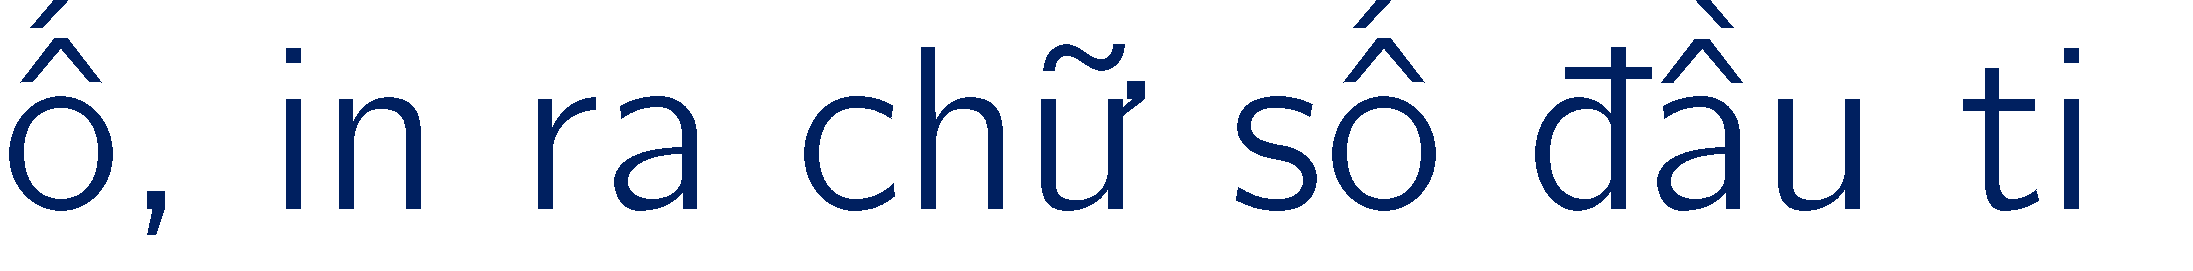 ố, in ra chữ số đầu ti